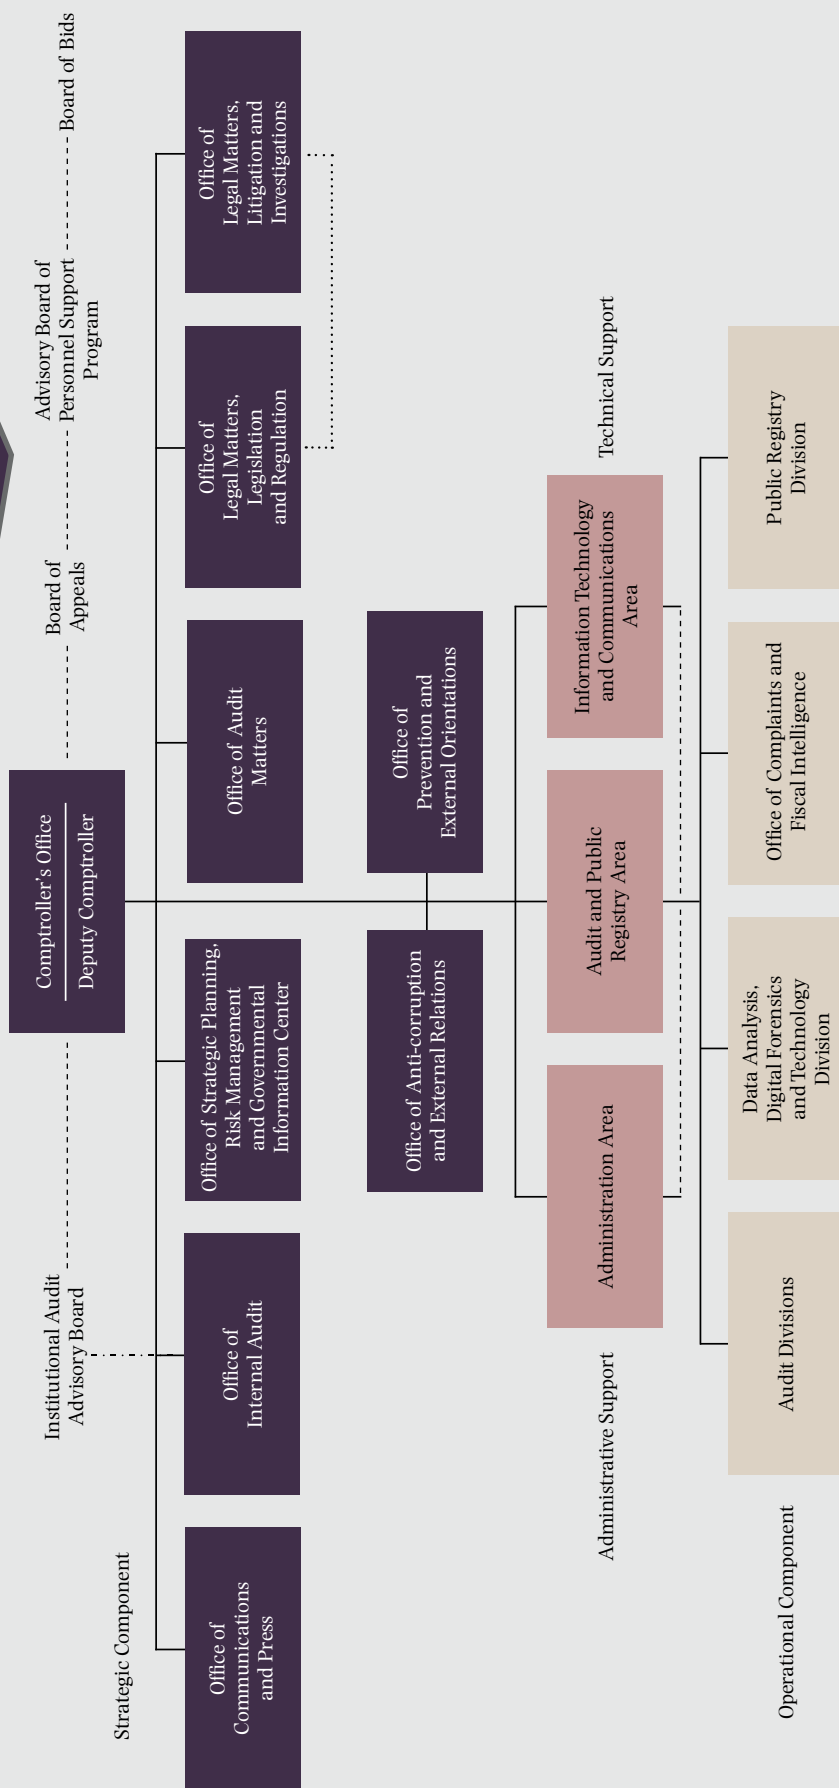 Institutional Audit
Advisory Board
Comptroller's Office
Deputy Comptroller
Board of
Appeals
Advisory Board of
Personnel Support
Program
Board of Bids
Strategic Component
Office of
Communications
and Press
Office of
Internal Audit
Office of Strategic Planning,
Risk Management
and Governmental
Information Center
Office of Audit
Matters
Office of
Legal Matters,
Legislation
and Regulation
Office of
Legal Matters,
Litigation and
Investigations
Office of Anti-corruption
and External Relations
Office of
Prevention and
External Orientations
Administrative Support
Administration Area
Audit and Public
Registry Area
Information Technology
and Communications
Area
Technical Support
Operational Component
Audit Divisions
Data Analysis,
Digital Forensics
and Technology
Division
Office of Complaints and
Fiscal Intelligence
Public Registry
Division